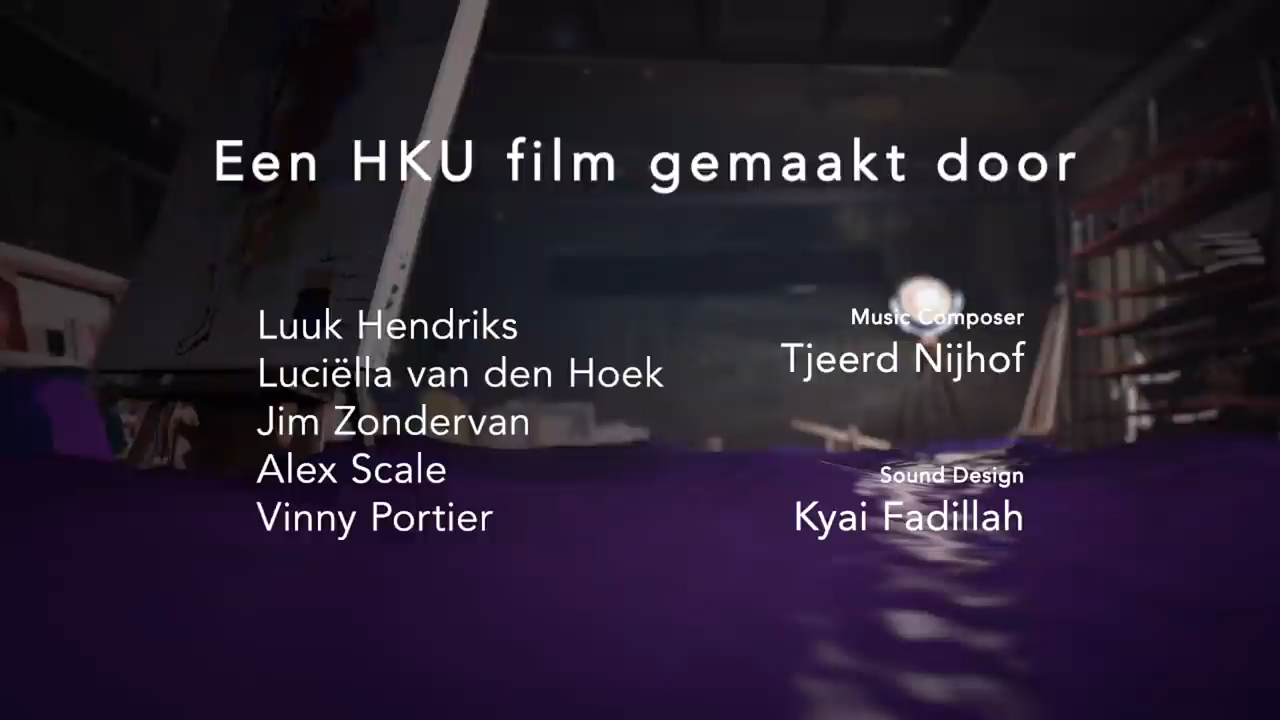 Een HKU film gemaakt door
Luuk Hendriks
Luciëlla van den Hoek
Jim Zondervan
Alex Scale
Vinny Portier
Music Composer
Tjeerd Nijhof
Sound Design
Kyai Fadillah